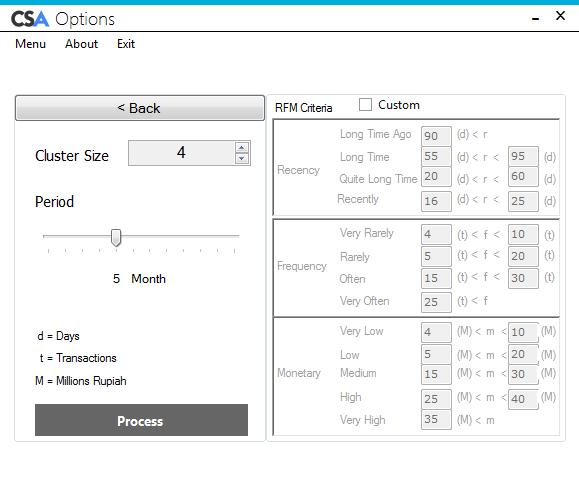 CSA Options
Menu About Exit
< Back
Cluster Size 4
Period
5 Month
d = Days
t = Transactions
M = Millions Rupiah
Process
RFM Criteria Custom
Recency
Long Time Ago 90 (d) < r
Long Time 55 (d) < r < 95 (d)
Quite Long Time 20 (d) < r < 60 (d)
Recently 16 (d) < r < 25 (d)
Frequency
Very Rarely 4 (t) < f < 10 (t)
Rarely 5 (t) < f < 20 (t)
Often 15 (t) < f < 30 (t)
Very Often 25 (t) < f
Monetary
Very Low 4 (M) < m < 10 (M)
Low 5 (M) < m < 20 (M)
Medium 15 (M) < m < 30 (M)
High 25 (M) < m < 40 (M)
Very High 35 (M) < m